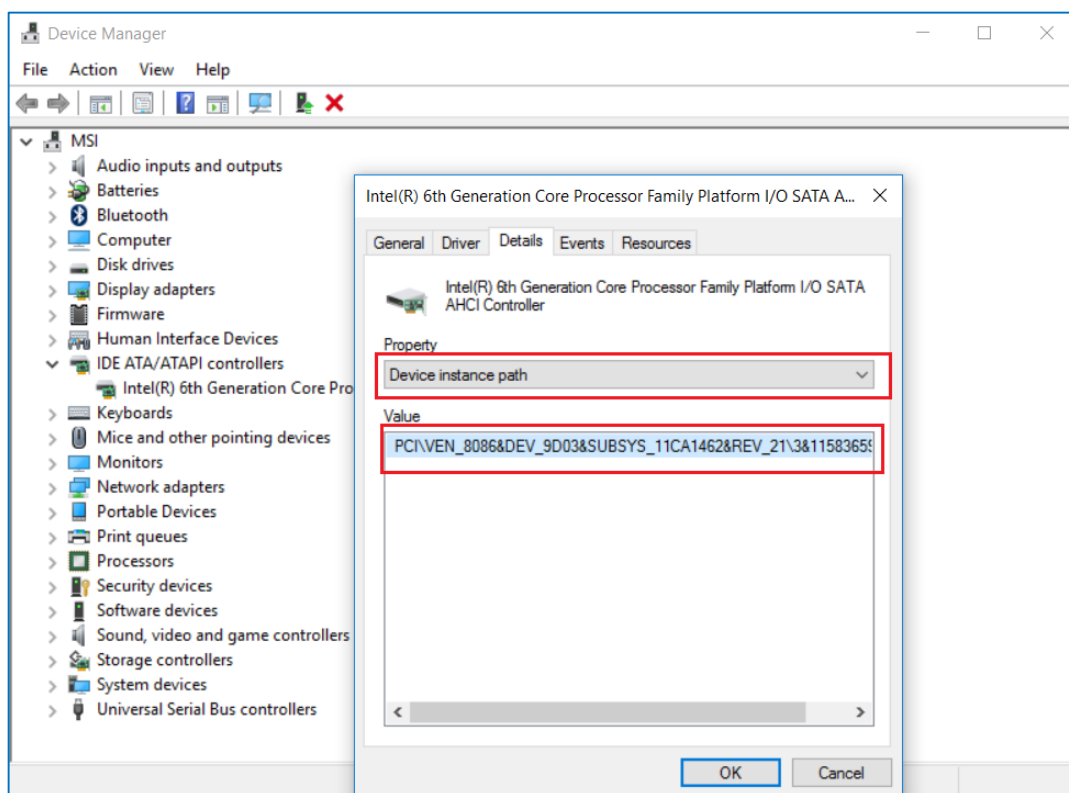 Device Manager
File Action View Help
MSI
Audio inputs and outputs
Batteries
Bluetooth
Computer
Disk drives
Display adapters
Firmware
Human Interface Devices
IDE ATA/ATAPI controllers
Intel(R) 6th Generation Core Pro
Keyboards
Mice and other pointing devices
Monitors
Network adapters
Portable Devices
Print queues
Processors
Security devices
Software devices
Sound, video and game controllers
Storage controllers
System devices
Universal Serial Bus controllers
Intel(R) 6th Generation Core Processor Family Platform I/O SATA A...
General Driver Details Events Resources
Intel(R) 6th Generation Core Processor Family Platform I/O SATA
AHCI Controller
Property
Device instance path
Value
PCI\VEN_8086&DEV_9D03&SUBSYS_11CA1462&REV_21\3&11583659
OK Cancel